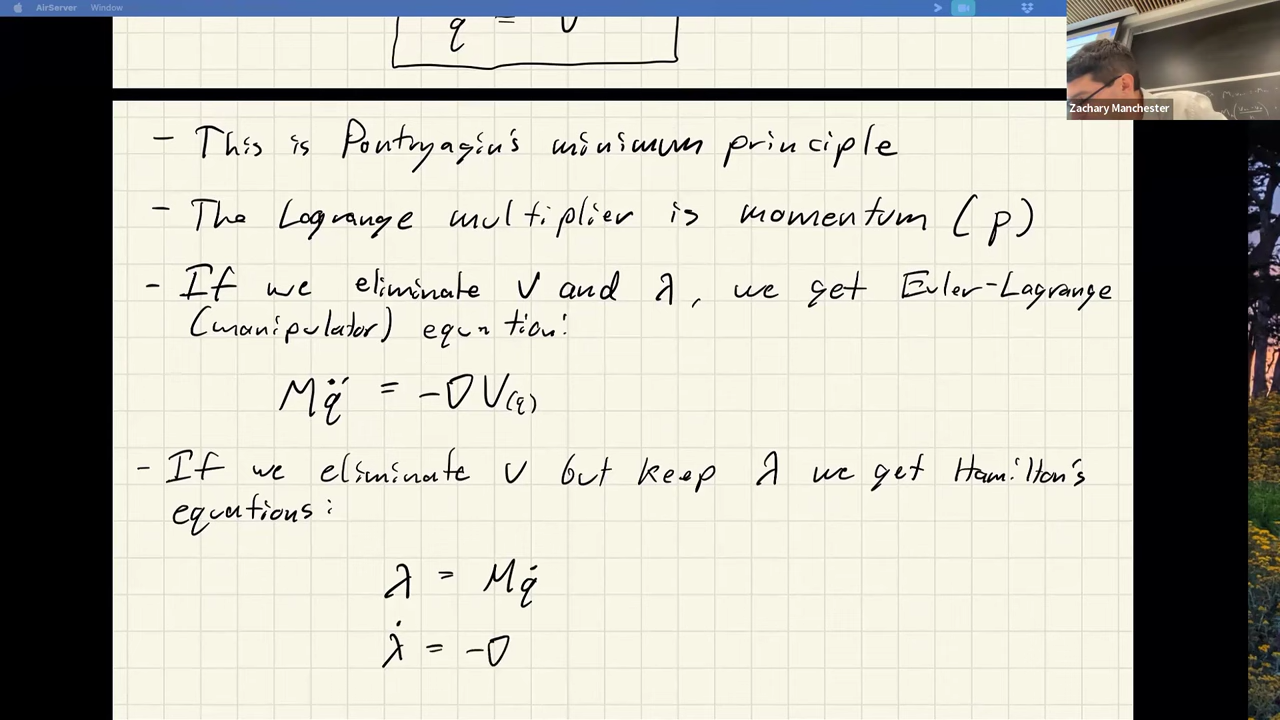 AirServer Window
q̇ = v
Zachary Manchester
- This is Pontryagin's minimum principle
- The Lagrange multiplier is momentum (p)
- If we eliminate v and λ, we get Euler-Lagrange
(manipulator) equation:
Mq̈ = -∇V(q)
- If we eliminate v but keep λ we get Hamilton's
equations:
λ = Mq̇
λ̇ = -∇